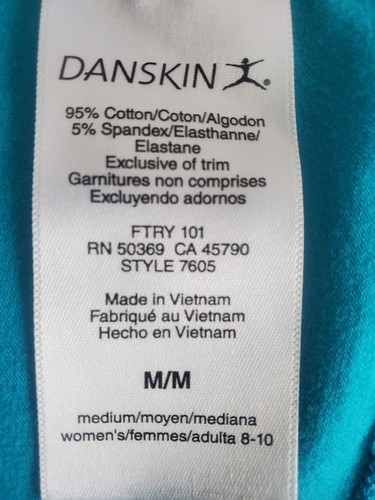 DANSKIN®
95% Cotton/Coton/Algodon
5% Spandex/Elasthanne/
Elastane
Exclusive of trim
Garnitures non comprises
Excluyendo adornos
FTRY 101
RN 50369 CA 45790
STYLE 7605
Made in Vietnam
Fabriqué au Vietnam
Hecho en Vietnam
M/M
medium/moyen/mediana
women's/femmes/adulta 8-10